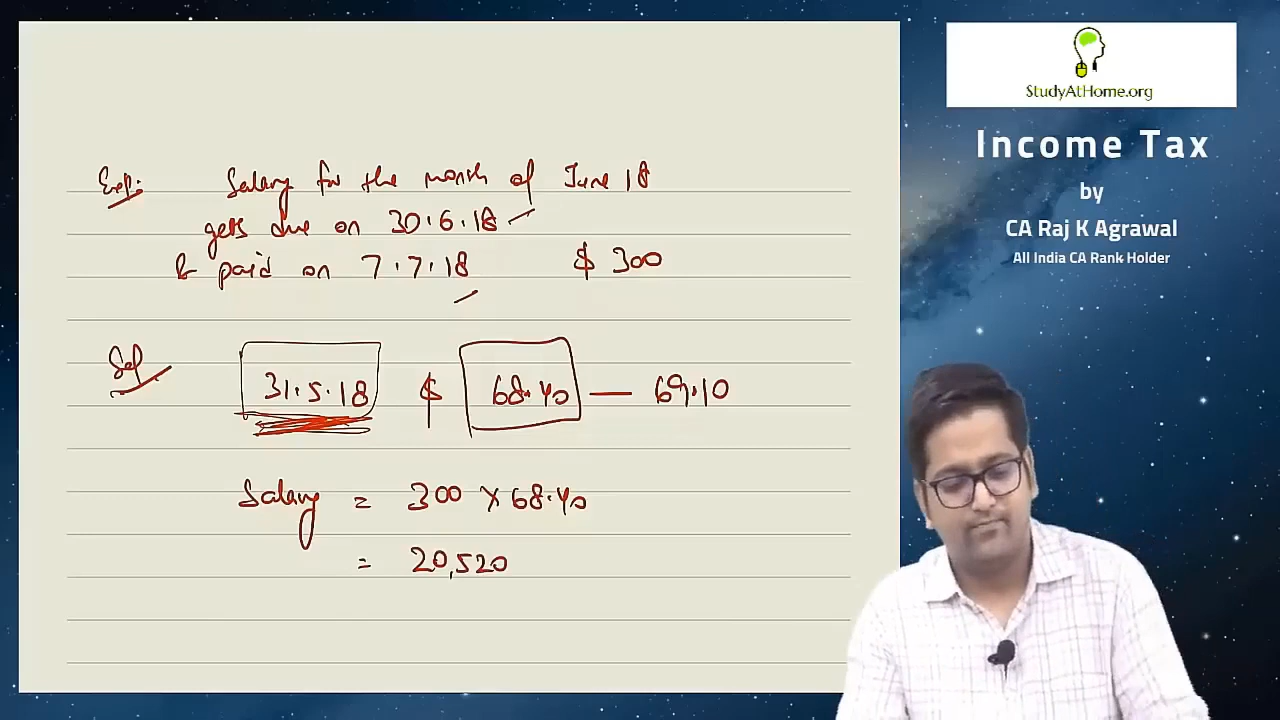 Exp:
Salary for the month of June 18
gets due on 30.6.18
& paid on 7.7.18 $ 300
Sol
31.5.18 $ 68.40 — 69.10
Salary = 300 × 68.40
= 20,520
StudyAtHome.org
Income Tax
by
CA Raj K Agrawal
All India CA Rank Holder